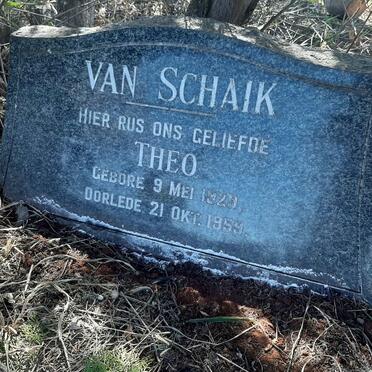 VAN SCHAIK
HIER RUS ONS GELIEFDE
THEO
GEBORE 9 MEI 1929.
OORLEDE 21 OKT. 1959.